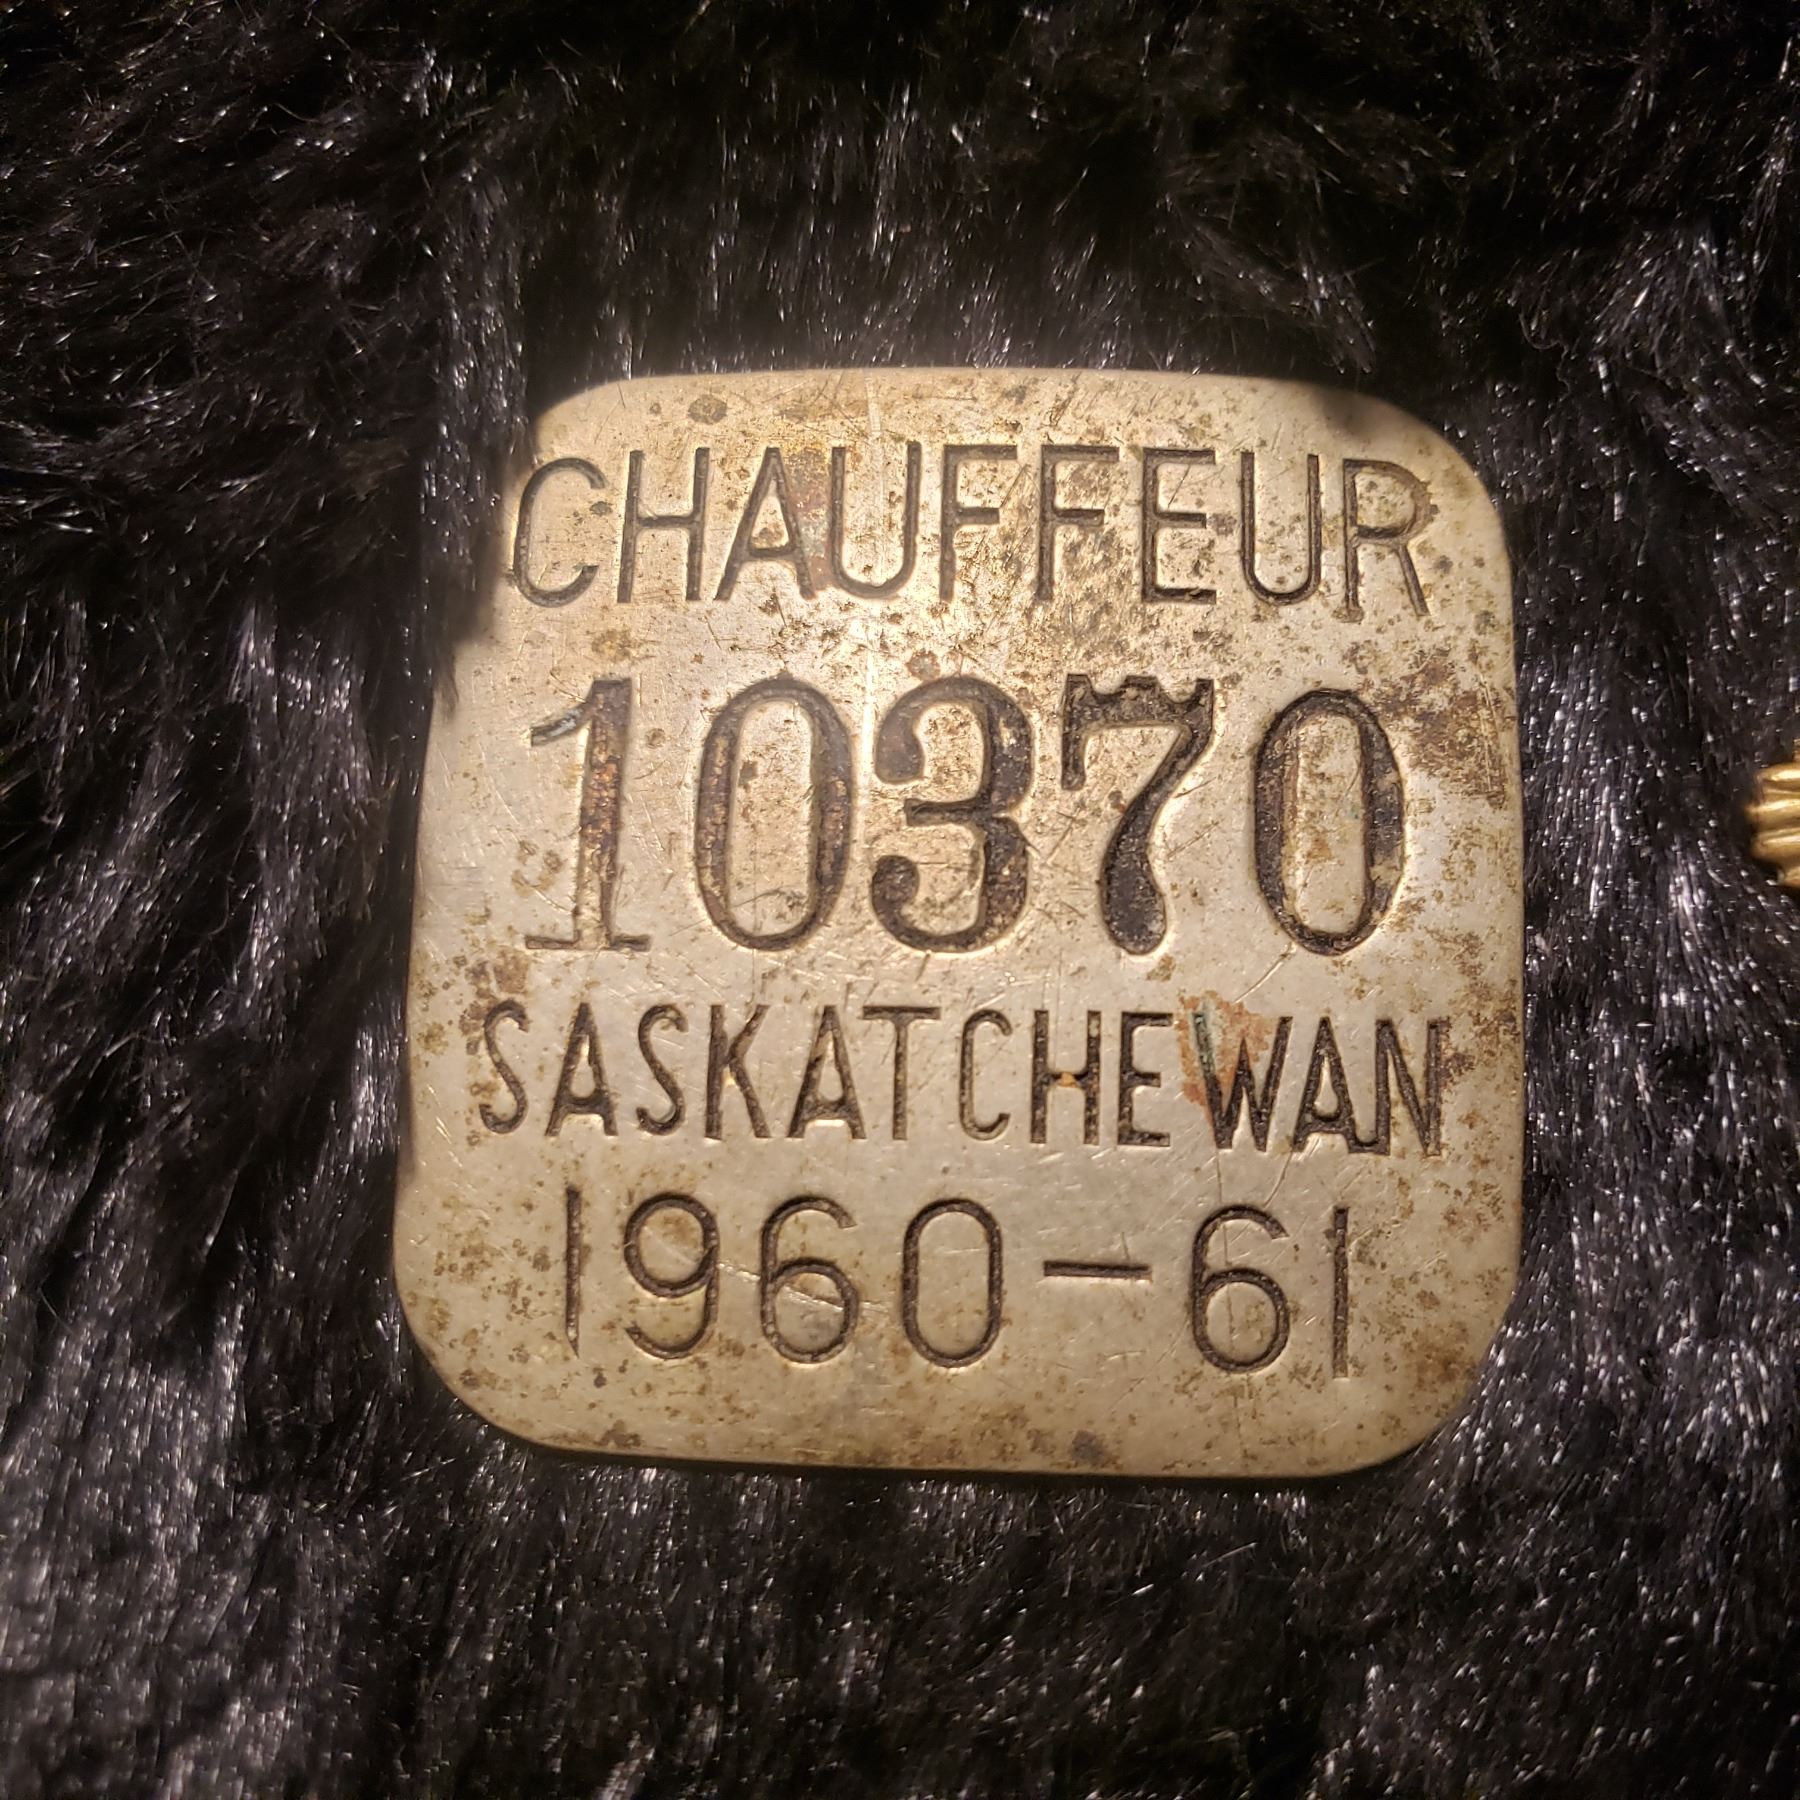 CHAUFFEUR
10370
SASKATCHEWAN
1960-61